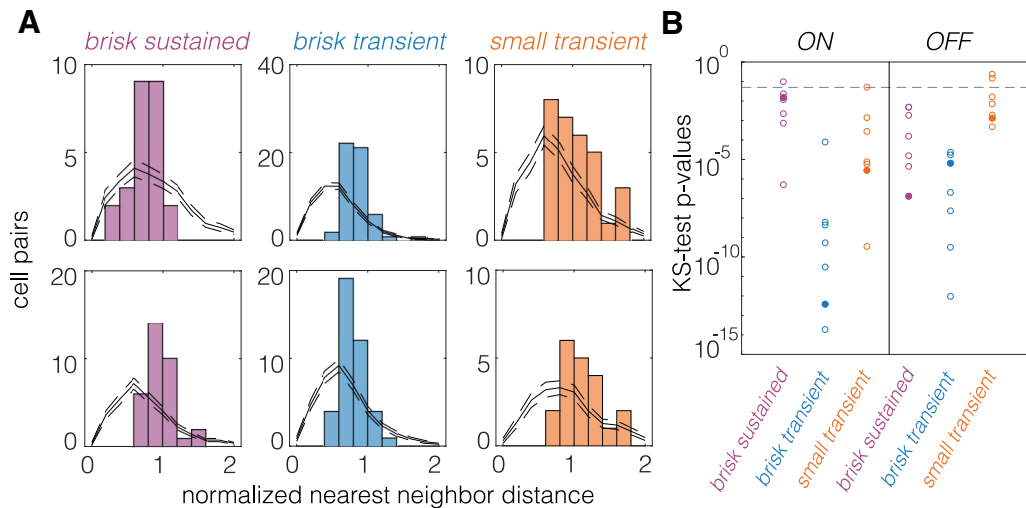 A
brisk sustained brisk transient small transient
10 5 0
40 20 0
10 5 0
20 10 0
20 10 0
10 5 0
0 1 2
0 1 2
0 1 2
cell pairs
normalized nearest neighbor distance
B
ON OFF
10^0
10^-5
10^-10
10^-15
KS-test p-values
brisk sustained
brisk transient
small transient
brisk sustained
brisk transient
small transient